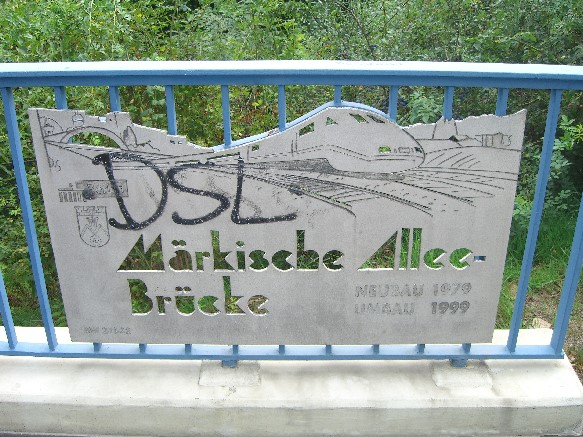 DSL
Märkische Allee-
Brücke
NEUBAU 1979
UMBAU 1999